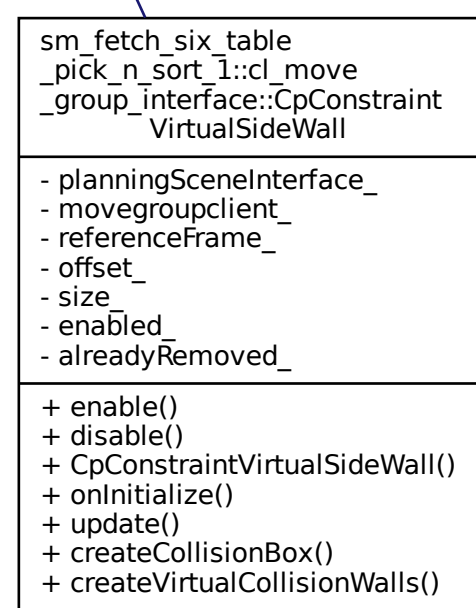 sm_fetch_six_table
_pick_n_sort_1::cl_move
_group_interface::CpConstraint
VirtualSideWall
- planningSceneInterface_
- movegroupclient_
- referenceFrame_
- offset_
- size_
- enabled_
- alreadyRemoved_
+ enable()
+ disable()
+ CpConstraintVirtualSideWall()
+ onInitialize()
+ update()
+ createCollisionBox()
+ createVirtualCollisionWalls()